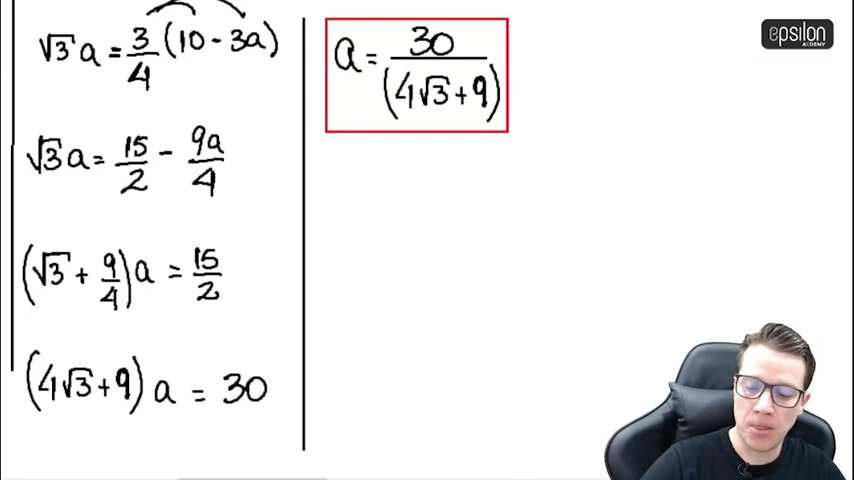 √3 a = 3/4 (10 - 3a)
√3 a = 15/2 - 9a/4
(√3 + 9/4) a = 15/2
(4√3 + 9) a = 30
a = 30/(4√3 + 9)
epsilon
ACADEMY